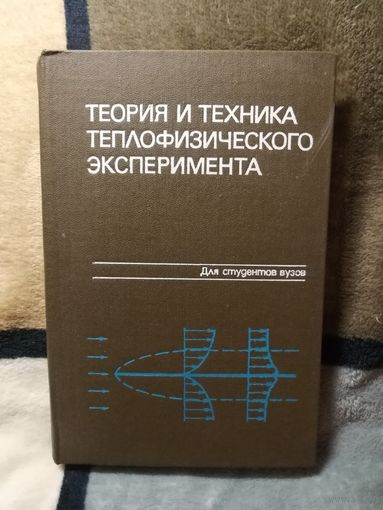 ТЕОРИЯ И ТЕХНИКА
ТЕПЛОФИЗИЧЕСКОГО
ЭКСПЕРИМЕНТА
Для студентов вузов